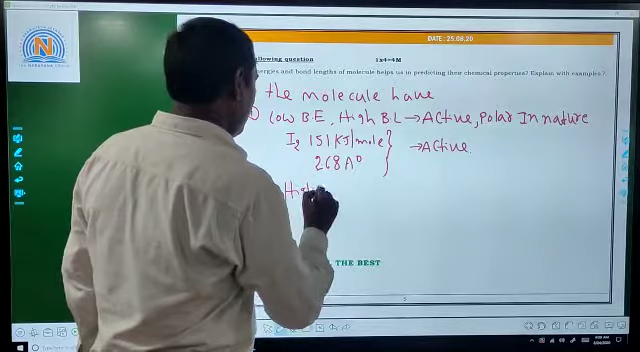 DATE : 25.08.20
following question 1x4=4M
energies and bond lengths of molecule helps us in predicting their chemical properties? Explain with examples ?
the molecule have
Low B.E, High B.L → Active, Polar In nature
I2 151 KJ/mole
268 A° → Active.
High
THE BEST